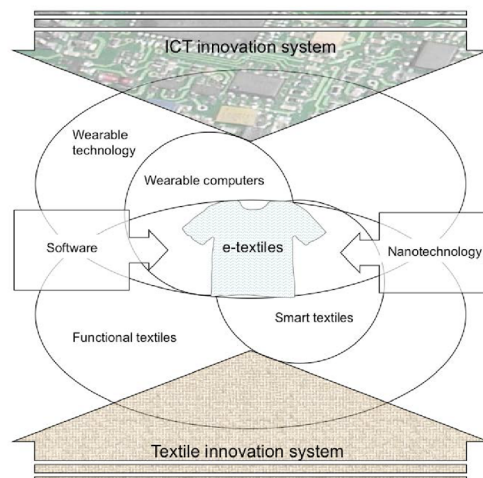 ICT innovation system
Wearable
technology
Wearable computers
Software
e-textiles
Nanotechnology
Smart textiles
Functional textiles
Textile innovation system